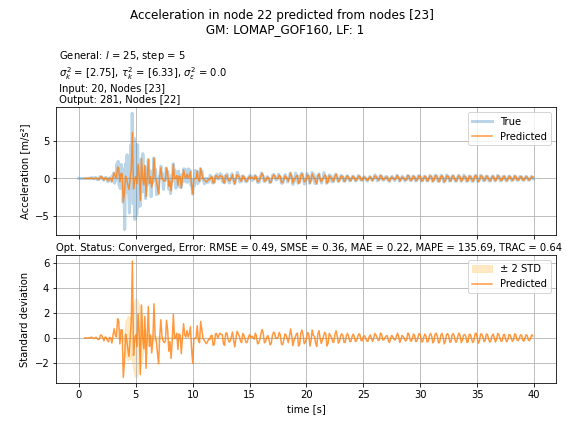 Acceleration in node 22 predicted from nodes [23]
GM: LOMAP_GOF160, LF: 1
General: l = 25, step = 5
σ²ₖ = [2.75], τ²ₖ = [6.33], σ²ε = 0.0
Input: 20, Nodes [23]
Output: 281, Nodes [22]
Acceleration [m/s²]
5
0
−5
True
Predicted
Opt. Status: Converged, Error: RMSE = 0.49, SMSE = 0.36, MAE = 0.22, MAPE = 135.69, TRAC = 0.64
Standard deviation
6
4
2
0
−2
± 2 STD
Predicted
0 5 10 15 20 25 30 35 40
time [s]